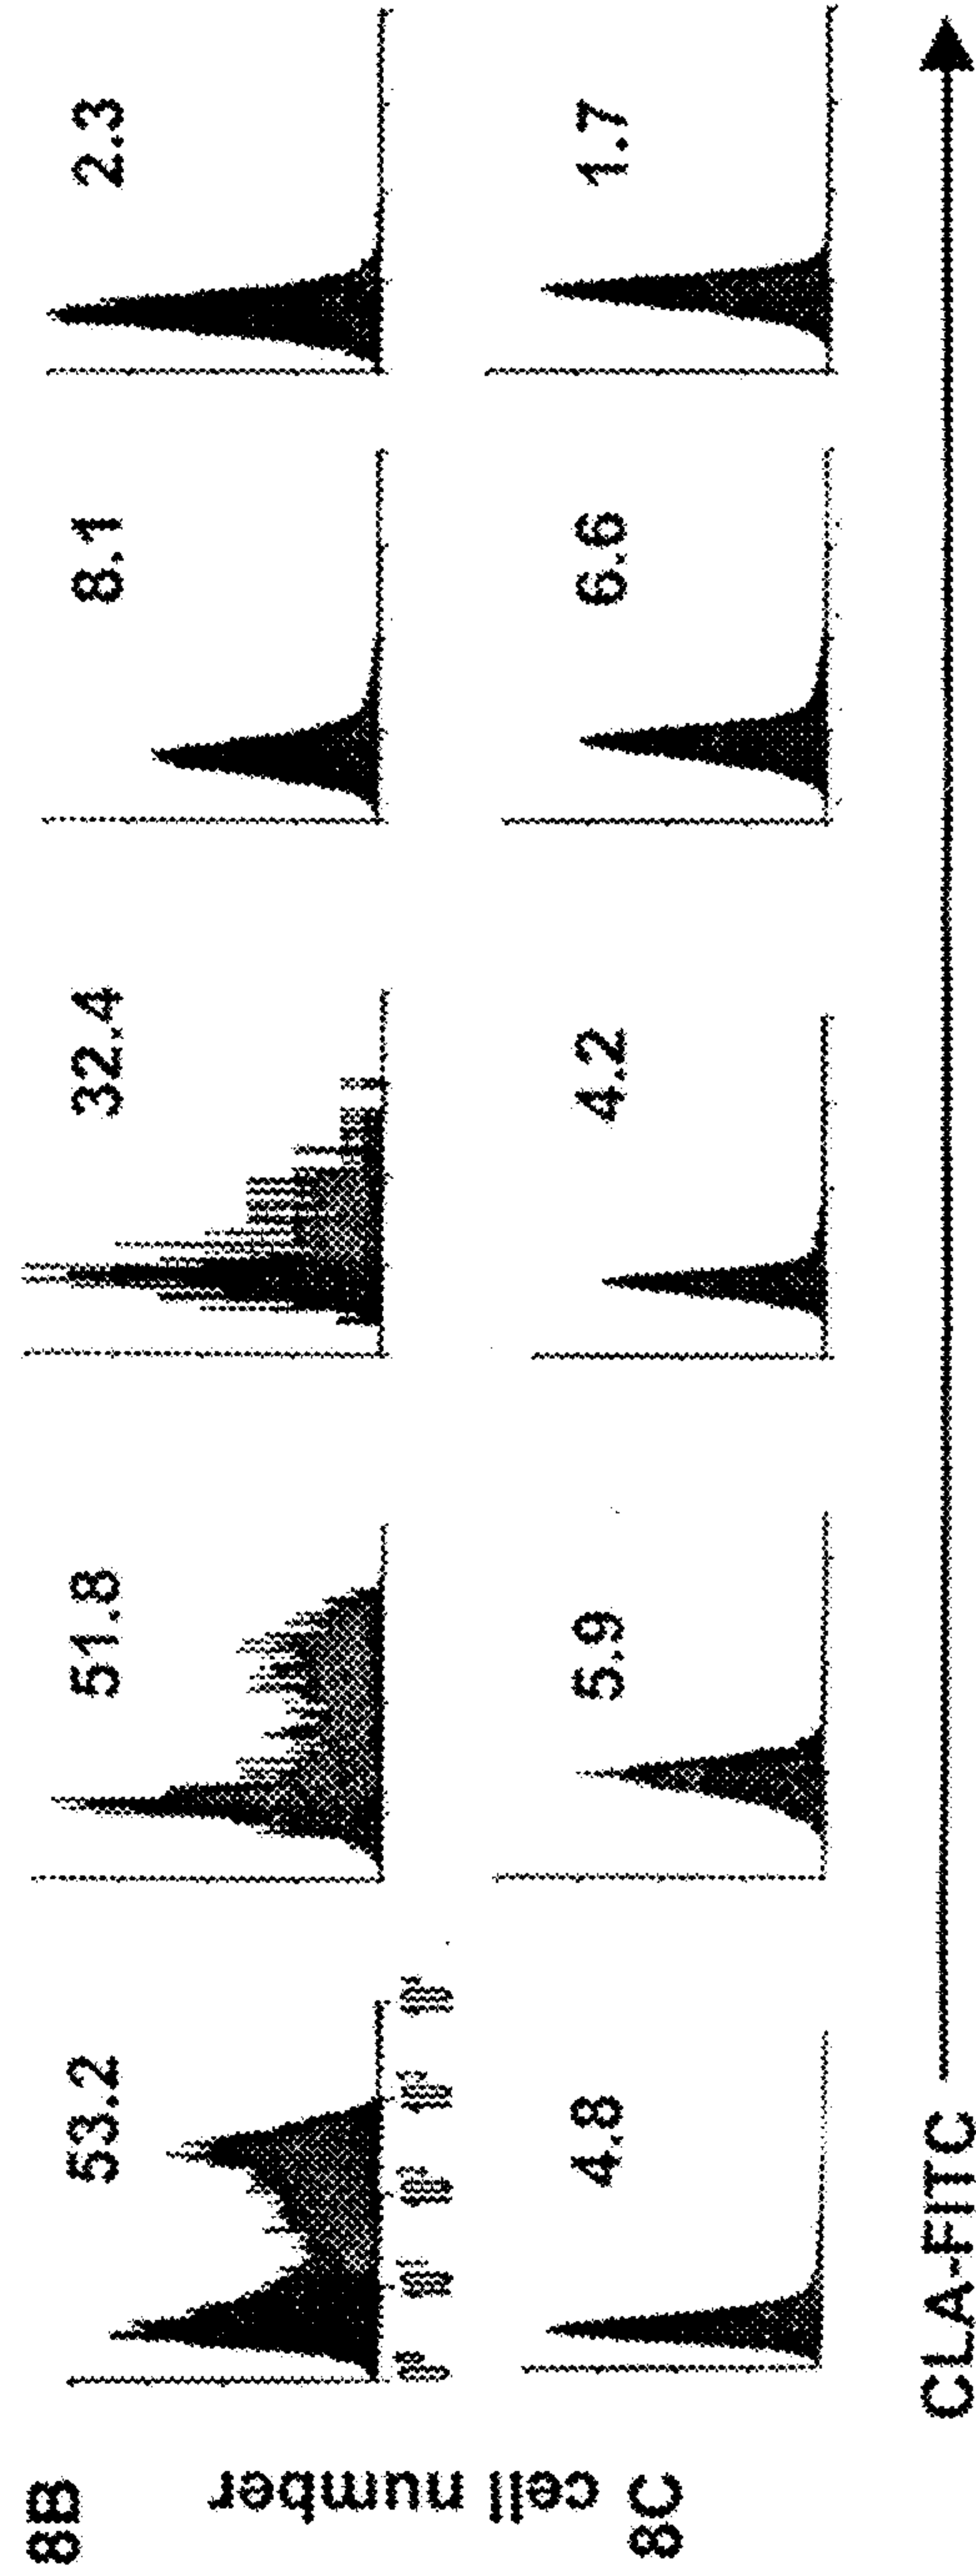 8B
53.2 51.8 32.4 8.1 2.3
cell number
8C
4.8 5.9 4.2 6.6 1.7
CLA-FITC